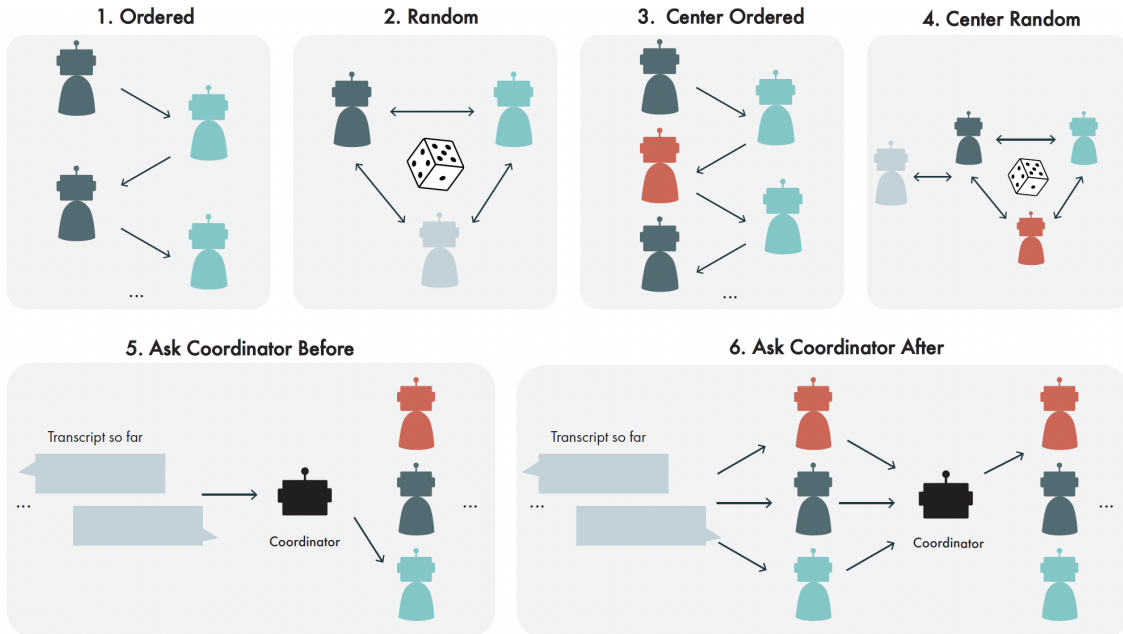 1. Ordered
2. Random
3. Center Ordered
4. Center Random
...
...
5. Ask Coordinator Before
6. Ask Coordinator After
Transcript so far
...
Coordinator
...
Transcript so far
...
Coordinator
...